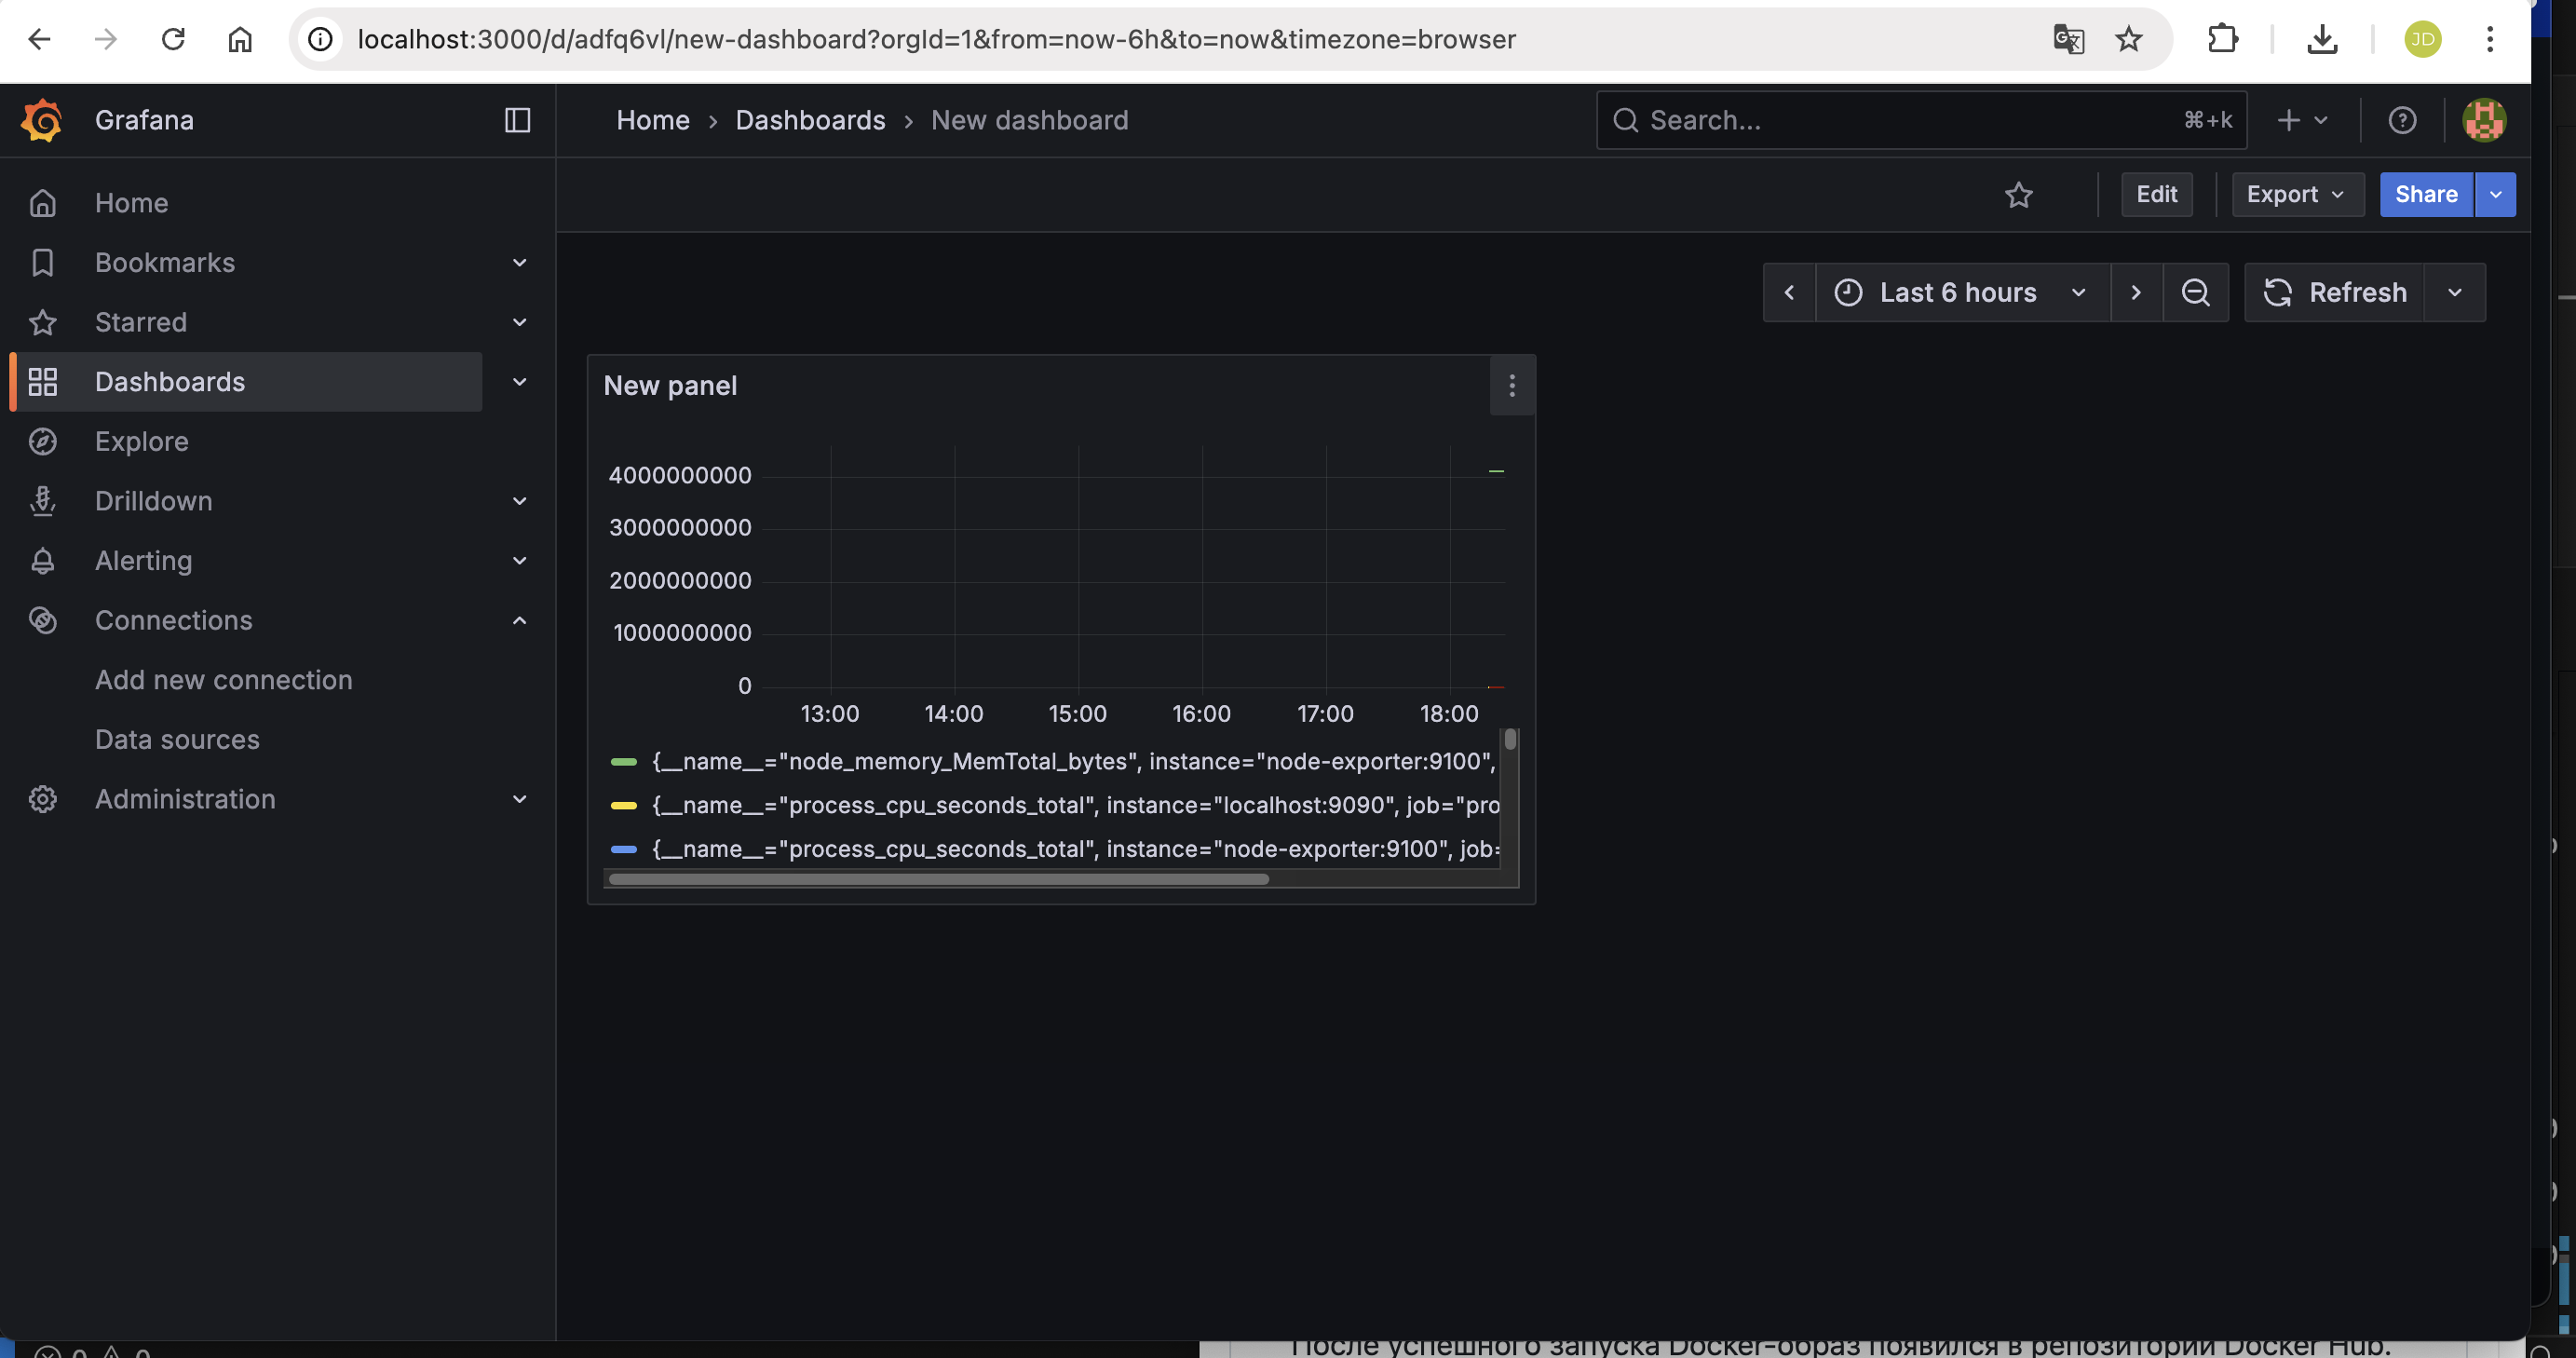 localhost:3000/d/adfq6vl/new-dashboard?orgId=1&from=now-6h&to=now&timezone=browser
JD
Grafana
Home › Dashboards › New dashboard
Search...
⌘+k
Home
Bookmarks
Starred
Dashboards
Explore
Drilldown
Alerting
Connections
Add new connection
Data sources
Administration
Edit
Export
Share
Last 6 hours
Refresh
New panel
4000000000
3000000000
2000000000
1000000000
0
13:00 14:00 15:00 16:00 17:00 18:00
{__name__="node_memory_MemTotal_bytes", instance="node-exporter:9100",
{__name__="process_cpu_seconds_total", instance="localhost:9090", job="pro
{__name__="process_cpu_seconds_total", instance="node-exporter:9100", job=
После успешного запуска Docker-образ появился в репозитории Docker Hub.
0 0